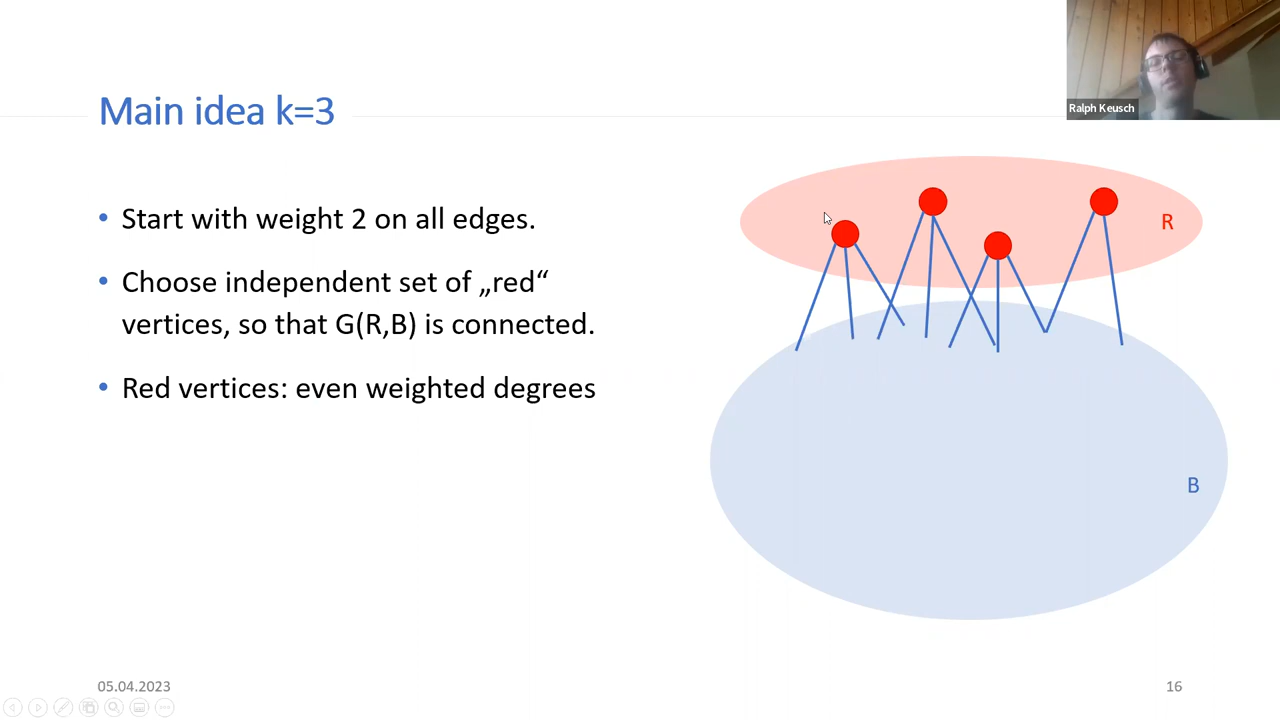 Ralph Keusch
Main idea k=3
• Start with weight 2 on all edges.
• Choose independent set of „red“
vertices, so that G(R,B) is connected.
• Red vertices: even weighted degrees
R
B
05.04.2023
16